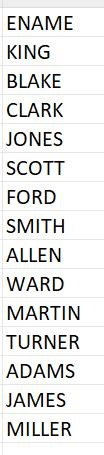 ENAME
KING
BLAKE
CLARK
JONES
SCOTT
FORD
SMITH
ALLEN
WARD
MARTIN
TURNER
ADAMS
JAMES
MILLER